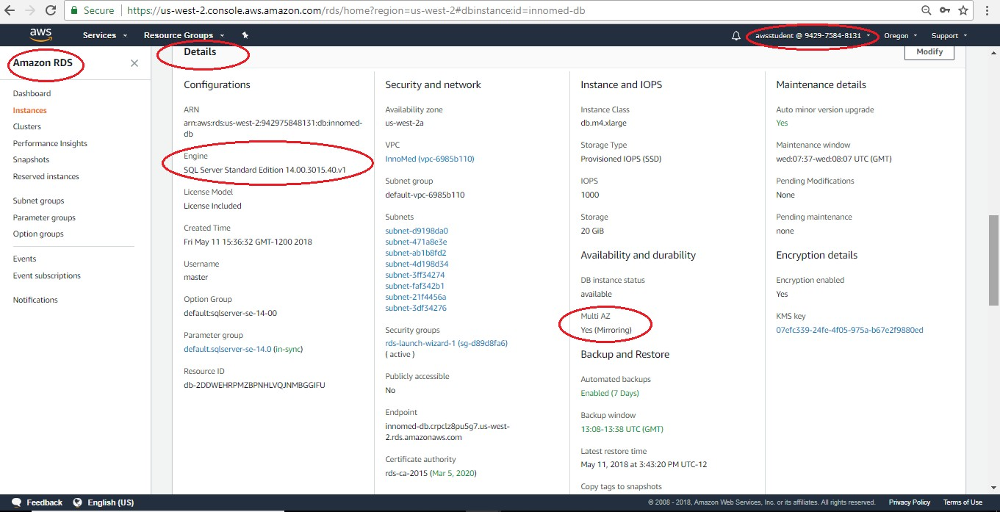 Secure
https://us-west-2.console.aws.amazon.com/rds/home?region=us-west-2#dbinstance:id=innomed-db
aws
Services
Resource Groups
awsstudent @ 9429-7584-8131
Oregon
Support
Amazon RDS
Dashboard
Instances
Clusters
Performance Insights
Snapshots
Reserved instances
Subnet groups
Parameter groups
Option groups
Events
Event subscriptions
Notifications
Details
Modify
Configurations
ARN
arn:aws:rds:us-west-2:942975848131:db:innomed-
db
Engine
SQL Server Standard Edition 14.00.3015.40.v1
License Model
License Included
Created Time
Fri May 11 15:36:32 GMT-1200 2018
Username
master
Option Group
default:sqlserver-se-14-00
Parameter group
default.sqlserver-se-14.0 (in-sync)
Resource ID
db-2DDWEHRPMZBPNHLVQJNMBGGIFU
Security and network
Availability zone
us-west-2a
VPC
InnoMed (vpc-6985b110)
Subnet group
default-vpc-6985b110
Subnets
subnet-d9198da0
subnet-471a8e3e
subnet-ab1b8fd2
subnet-4d198d34
subnet-3ff34274
subnet-faf342b1
subnet-21f4456a
subnet-3df34276
Security groups
rds-launch-wizard-1 (sg-d89d8fa6)
( active )
Publicly accessible
No
Endpoint
innomed-db.crpclz8pu5g7.us-west-
2.rds.amazonaws.com
Certificate authority
rds-ca-2015 (Mar 5, 2020)
Instance and IOPS
Instance Class
db.m4.xlarge
Storage Type
Provisioned IOPS (SSD)
IOPS
1000
Storage
20 GiB
Availability and durability
DB instance status
available
Multi AZ
Yes (Mirroring)
Backup and Restore
Automated backups
Enabled (7 Days)
Backup window
13:08-13:38 UTC (GMT)
Latest restore time
May 11, 2018 at 3:43:20 PM UTC-12
Copy tags to snapshots
Maintenance details
Auto minor version upgrade
Yes
Maintenance window
wed:07:37-wed:08:07 UTC (GMT)
Pending Modifications
None
Pending maintenance
none
Encryption details
Encryption enabled
Yes
KMS key
07efc339-24fe-4f05-975a-b67e2f9880ed
Feedback
English (US)
© 2008 - 2018, Amazon Web Services, Inc. or its affiliates. All rights reserved.
Privacy Policy
Terms of Use